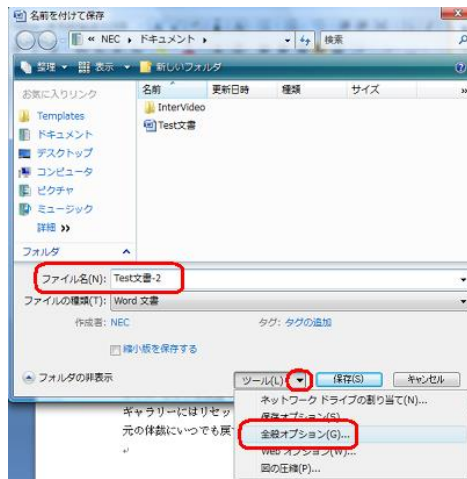 名前を付けて保存
« NEC ▸ ドキュメント ▸ 検索
整理 表示 新しいフォルダ
お気に入りリンク 名前 更新日時 種類 サイズ »
Templates InterVideo
ドキュメント Test文書
デスクトップ
コンピュータ
ピクチャ
ミュージック
詳細 »
フォルダ
ファイル名(N): Test文書-2
ファイルの種類(T): Word 文書
作成者: NEC タグ: タグの追加
縮小版を保存する
フォルダの非表示 ツール(L) 保存(S) キャンセル
ネットワーク ドライブの割り当て(N)...
ギャラリーにはリセッ 保存オプション(S)...
元の体裁にいつでも戻 全般オプション(G)...
Web オプション(W)...
図の圧縮(P)...